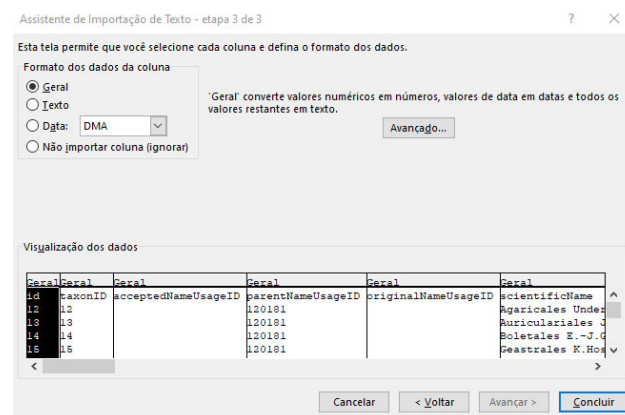 Assistente de Importação de Texto - etapa 3 de 3
? ×
Esta tela permite que você selecione cada coluna e defina o formato dos dados.
Formato dos dados da coluna
Geral
Texto
Data: DMA
Não importar coluna (ignorar)
'Geral' converte valores numéricos em números, valores de data em datas e todos os
valores restantes em texto.
Avançado...
Visualização dos dados
Geral Geral Geral Geral Geral Geral
id taxonID acceptedNameUsageID parentNameUsageID originalNameUsageID scientificName
12 12 120181 Agaricales Under
13 13 120181 Auriculariales J
14 14 120181 Boletales E.-J.G
15 15 120181 Geastrales K.Hos
Cancelar < Voltar Avançar > Concluir